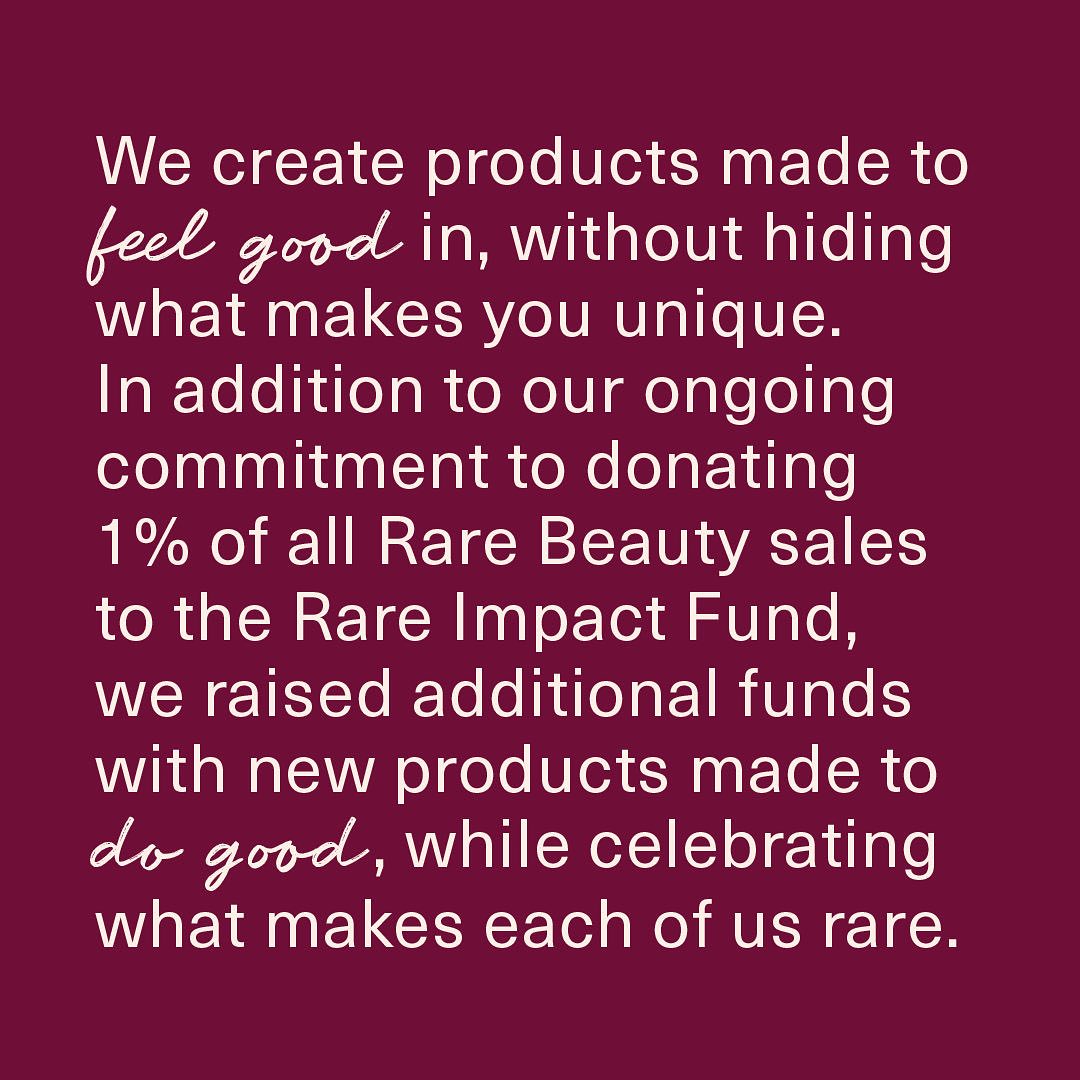 We create products made to
feel good in, without hiding
what makes you unique.
In addition to our ongoing
commitment to donating
1% of all Rare Beauty sales
to the Rare Impact Fund,
we raised additional funds
with new products made to
do good, while celebrating
what makes each of us rare.